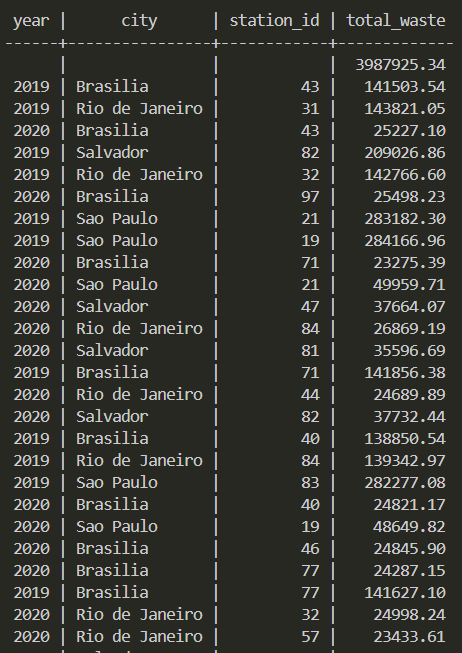 year |      city      | station_id | total_waste
------+----------------+------------+-------------
      |                |            |  3987925.34
 2019 | Brasilia       |         43 |   141503.54
 2019 | Rio de Janeiro |         31 |   143821.05
 2020 | Brasilia       |         43 |    25227.10
 2019 | Salvador       |         82 |   209026.86
 2019 | Rio de Janeiro |         32 |   142766.60
 2020 | Brasilia       |         97 |    25498.23
 2019 | Sao Paulo      |         21 |   283182.30
 2019 | Sao Paulo      |         19 |   284166.96
 2020 | Brasilia       |         71 |    23275.39
 2020 | Sao Paulo      |         21 |    49959.71
 2020 | Salvador       |         47 |    37664.07
 2020 | Rio de Janeiro |         84 |    26869.19
 2020 | Salvador       |         81 |    35596.69
 2019 | Brasilia       |         71 |   141856.38
 2020 | Rio de Janeiro |         44 |    24689.89
 2020 | Salvador       |         82 |    37732.44
 2019 | Brasilia       |         40 |   138850.54
 2019 | Rio de Janeiro |         84 |   139342.97
 2019 | Sao Paulo      |         83 |   282277.08
 2020 | Brasilia       |         40 |    24821.17
 2020 | Sao Paulo      |         19 |    48649.82
 2020 | Brasilia       |         46 |    24845.90
 2020 | Brasilia       |         77 |    24287.15
 2019 | Brasilia       |         77 |   141627.10
 2020 | Rio de Janeiro |         32 |    24998.24
 2020 | Rio de Janeiro |         57 |    23433.61